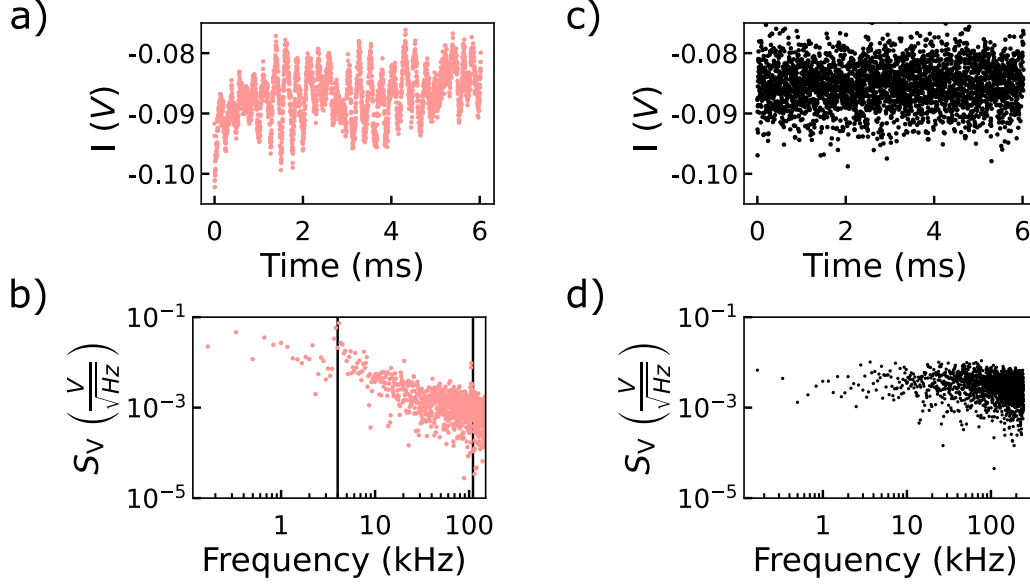 a)
I (V)
-0.08
-0.09
-0.10
0 2 4 6
Time (ms)
c)
I (V)
-0.08
-0.09
-0.10
0 2 4 6
Time (ms)
b)
S_V (V/√Hz)
10^-1
10^-3
10^-5
1 10 100
Frequency (kHz)
d)
S_V (V/√Hz)
10^-1
10^-3
10^-5
1 10 100
Frequency (kHz)